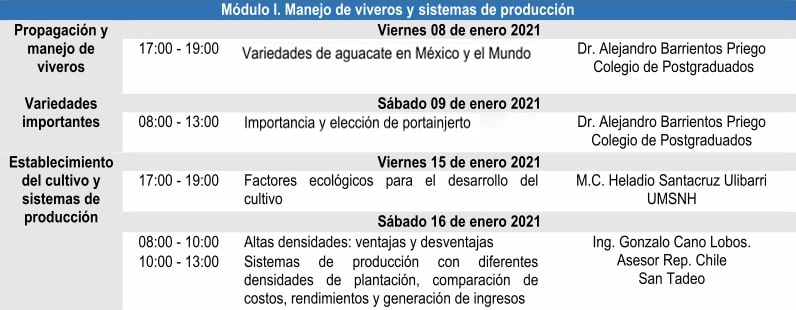 Módulo I. Manejo de viveros y sistemas de producción
Propagación y manejo de viveros
Viernes 08 de enero 2021
17:00 - 19:00 Variedades de aguacate en México y el Mundo Dr. Alejandro Barrientos Priego
Colegio de Postgraduados
Variedades importantes
Sábado 09 de enero 2021
08:00 - 13:00 Importancia y elección de portainjerto Dr. Alejandro Barrientos Priego
Colegio de Postgraduados
Establecimiento del cultivo y sistemas de producción
Viernes 15 de enero 2021
17:00 - 19:00 Factores ecológicos para el desarrollo del cultivo M.C. Heladio Santacruz Ulibarri
UMSNH
Sábado 16 de enero 2021
08:00 - 10:00 Altas densidades: ventajas y desventajas Ing. Gonzalo Cano Lobos.
10:00 - 13:00 Sistemas de producción con diferentes Asesor Rep. Chile
densidades de plantación, comparación de San Tadeo
costos, rendimientos y generación de ingresos